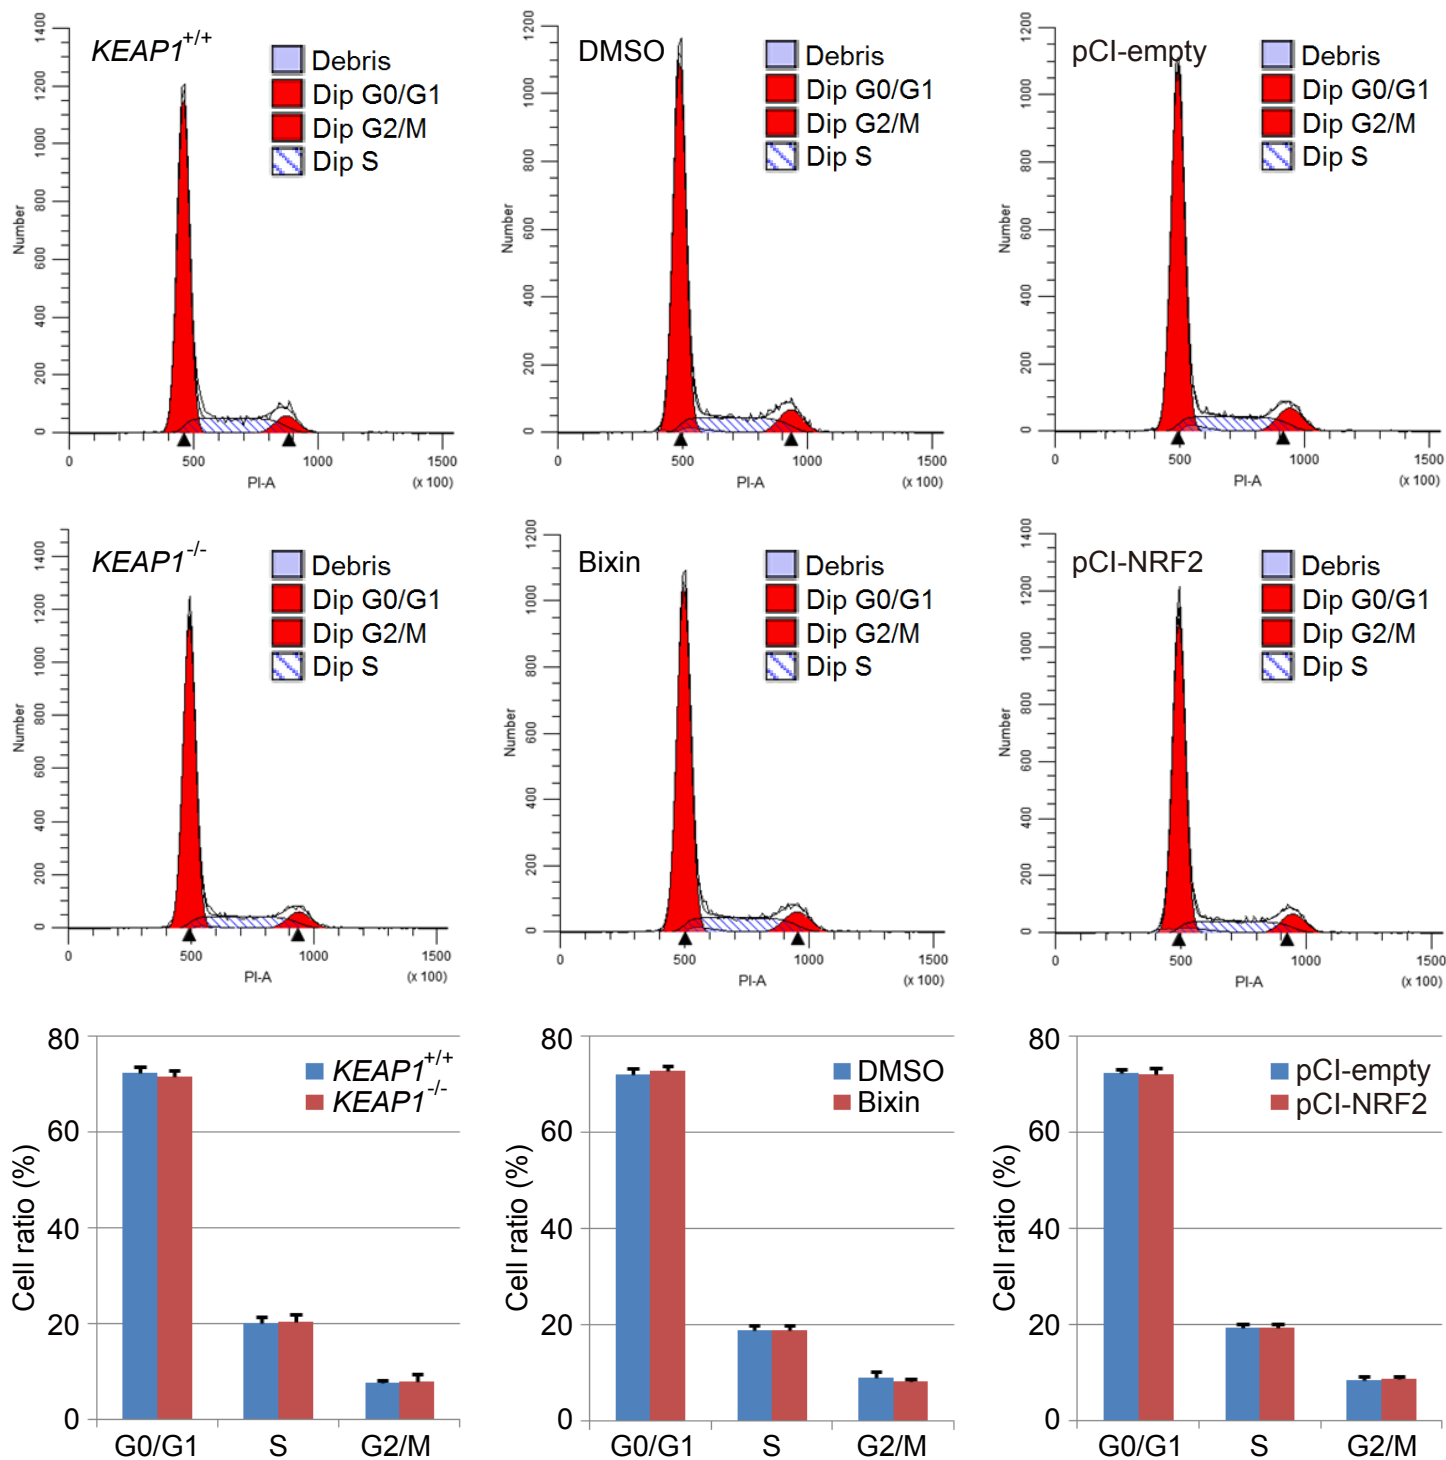 KEAP1+/+
Debris
Dip G0/G1
Dip G2/M
Dip S
Number
0 200 400 600 800 1000 1200 1400
0 500 1000 1500
PI-A (x 100)
DMSO
Debris
Dip G0/G1
Dip G2/M
Dip S
Number
0 200 400 600 800 1000 1200
0 500 1000 1500
PI-A (x 100)
pCI-empty
Debris
Dip G0/G1
Dip G2/M
Dip S
Number
0 200 400 600 800 1000 1200
0 500 1000 1500
PI-A (x 100)
KEAP1-/-
Debris
Dip G0/G1
Dip G2/M
Dip S
Number
0 200 400 600 800 1000 1200 1400
0 500 1000 1500
PI-A (x 100)
Bixin
Debris
Dip G0/G1
Dip G2/M
Dip S
Number
0 200 400 600 800 1000 1200
0 500 1000 1500
PI-A (x 100)
pCI-NRF2
Debris
Dip G0/G1
Dip G2/M
Dip S
Number
0 200 400 600 800 1000 1200 1400
0 500 1000 1500
PI-A (x 100)
80
60
40
20
0
Cell ratio (%)
KEAP1+/+
KEAP1-/-
G0/G1 S G2/M
80
60
40
20
0
Cell ratio (%)
DMSO
Bixin
G0/G1 S G2/M
80
60
40
20
0
Cell ratio (%)
pCI-empty
pCI-NRF2
G0/G1 S G2/M